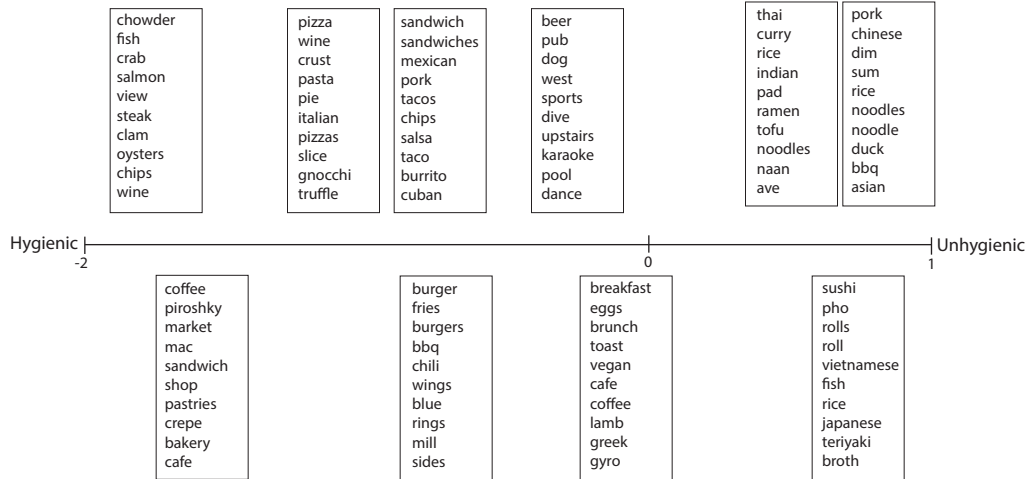 chowder
fish
crab
salmon
view
steak
clam
oysters
chips
wine
pizza
wine
crust
pasta
pie
italian
pizzas
slice
gnocchi
truffle
sandwich
sandwiches
mexican
pork
tacos
chips
salsa
taco
burrito
cuban
beer
pub
dog
west
sports
dive
upstairs
karaoke
pool
dance
thai
curry
rice
indian
pad
ramen
tofu
noodles
naan
ave
pork
chinese
dim
sum
rice
noodles
noodle
duck
bbq
asian
Hygienic
Unhygienic
-2
0
1
coffee
piroshky
market
mac
sandwich
shop
pastries
crepe
bakery
cafe
burger
fries
burgers
bbq
chili
wings
blue
rings
mill
sides
breakfast
eggs
brunch
toast
vegan
cafe
coffee
lamb
greek
gyro
sushi
pho
rolls
roll
vietnamese
fish
rice
japanese
teriyaki
broth